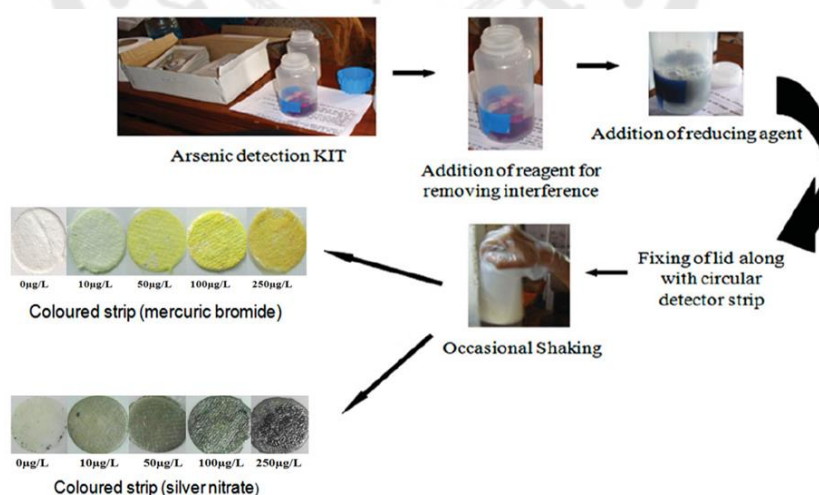 Arsenic detection KIT
Addition of reagent for
removing interference
Addition of reducing agent
Fixing of lid along
with circular
detector strip
Occasional Shaking
0µg/L 10µg/L 50µg/L 100µg/L 250µg/L
Coloured strip (mercuric bromide)
0µg/L 10µg/L 50µg/L 100µg/L 250µg/L
Coloured strip (silver nitrate)